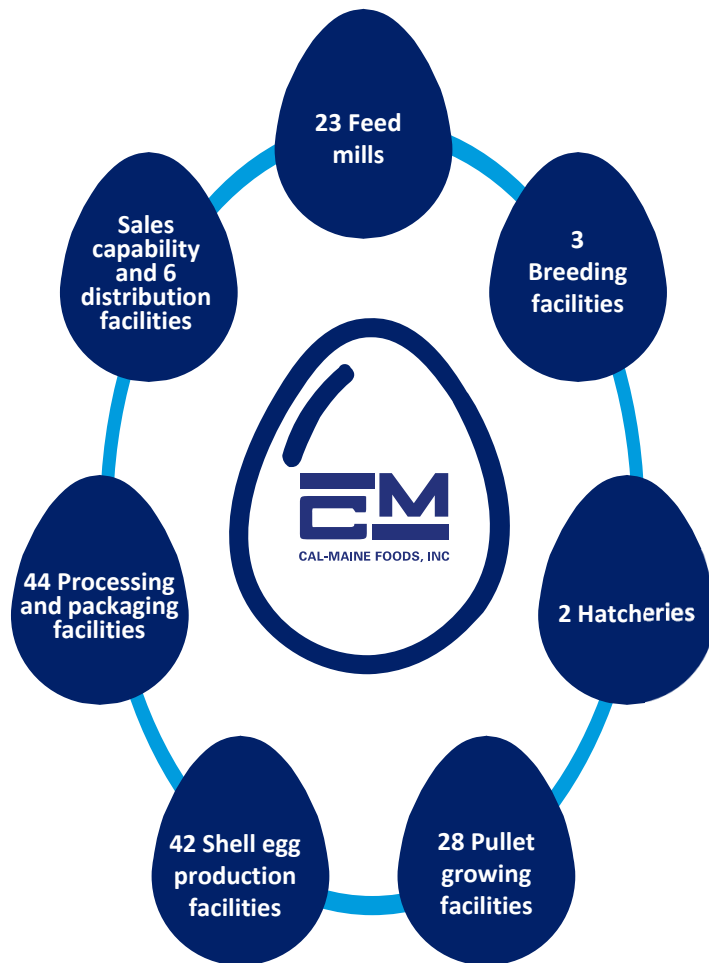 23 Feed
mills
3
Breeding
facilities
2 Hatcheries
28 Pullet
growing
facilities
42 Shell egg
production
facilities
44 Processing
and packaging
facilities
Sales
capability
and 6
distribution
facilities
CM
CAL-MAINE FOODS, INC